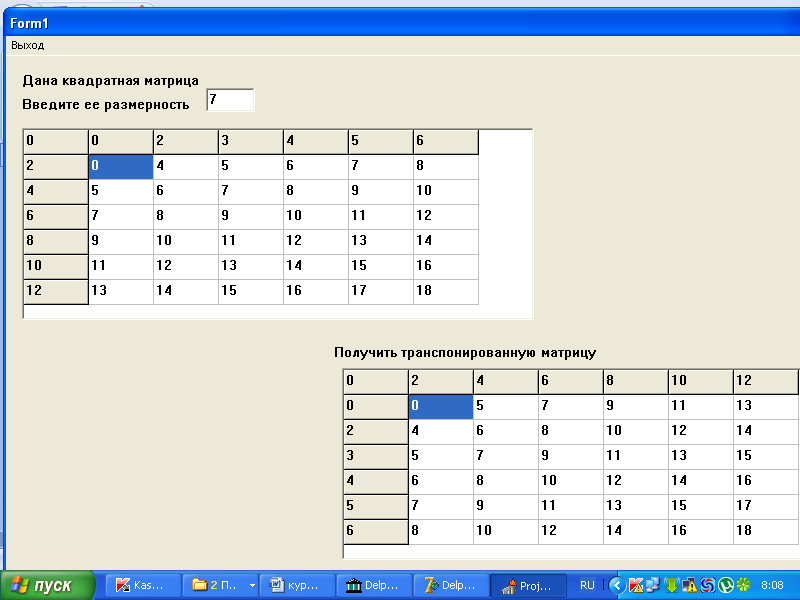 Form1
Выход
Дана квадратная матрица
Введите ее размерность 7
0 0 2 3 4 5 6
2 0 4 5 6 7 8
4 5 6 7 8 9 10
6 7 8 9 10 11 12
8 9 10 11 12 13 14
10 11 12 13 14 15 16
12 13 14 15 16 17 18
Получить транспонированную матрицу
0 2 4 6 8 10 12
0 0 5 7 9 11 13
2 4 6 8 10 12 14
3 5 7 9 11 13 15
4 6 8 10 12 14 16
5 7 9 11 13 15 17
6 8 10 12 14 16 18
пуск Kas... 2 П... кур... Delp... Delp... Proj... RU 8:08